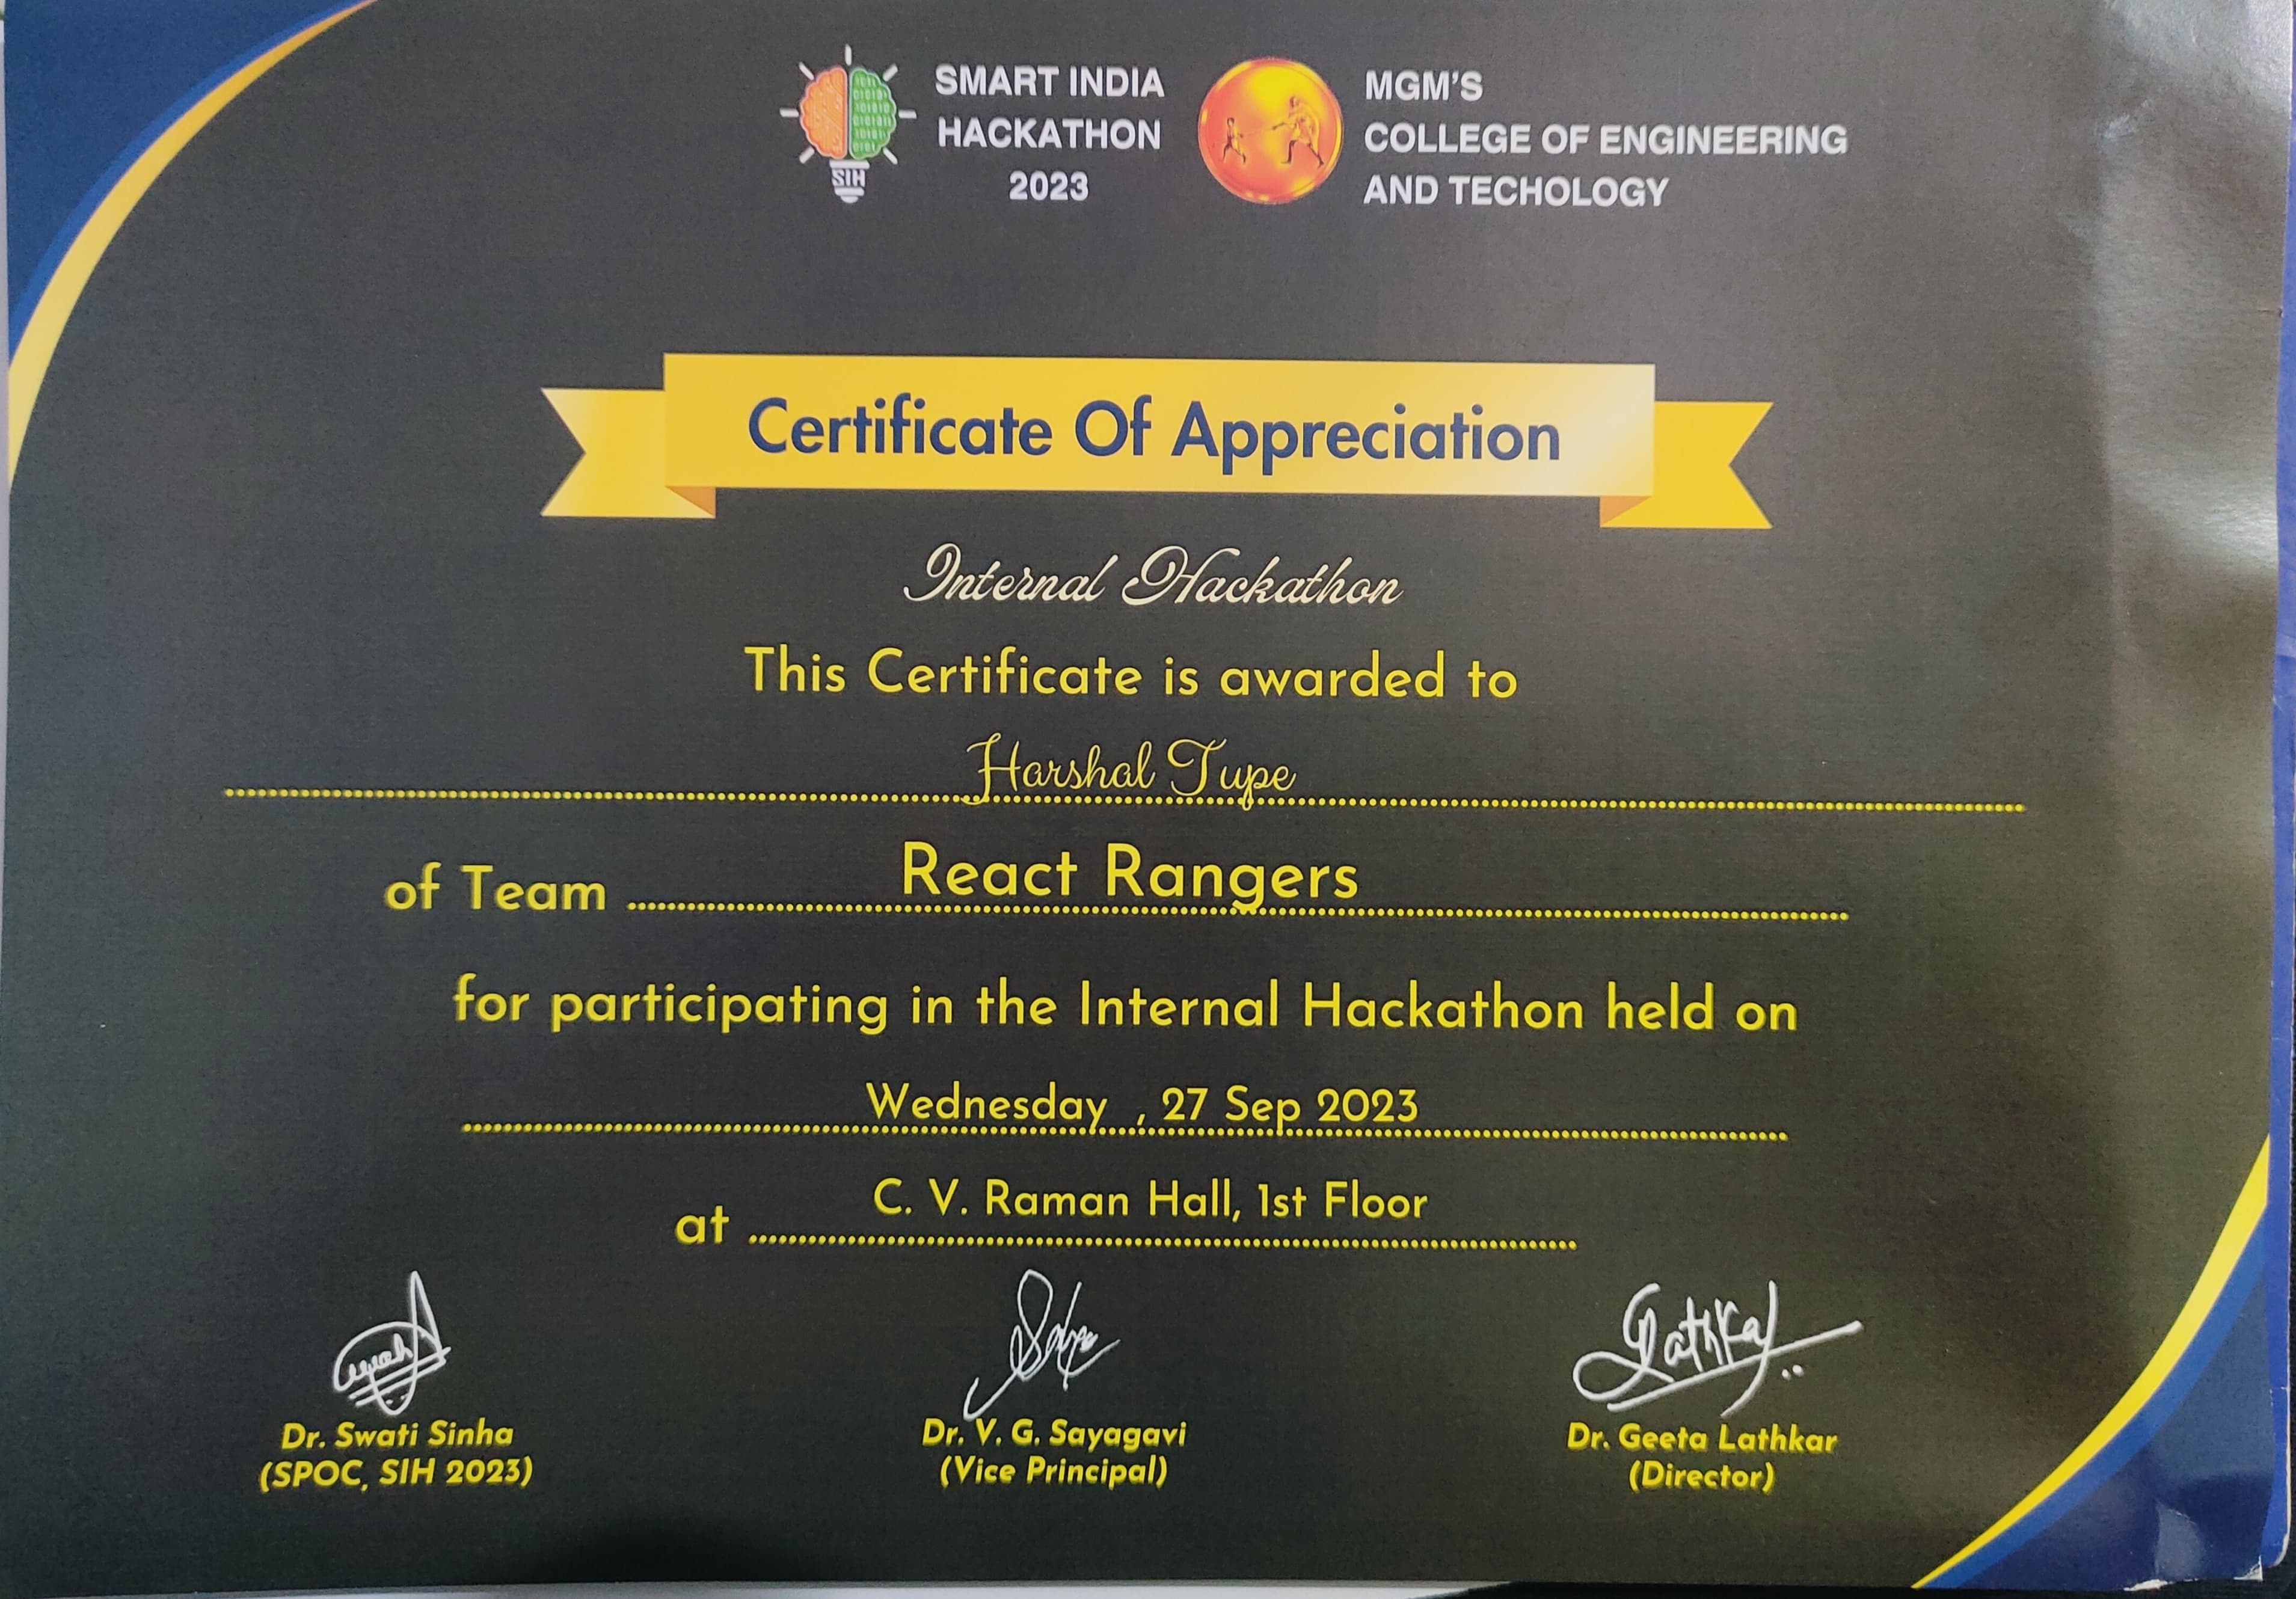 SMART INDIA
HACKATHON
2023
SIH
MGM'S
COLLEGE OF ENGINEERING
AND TECHOLOGY
Certificate Of Appreciation
Internal Hackathon
This Certificate is awarded to
Harshal Tupe
of Team React Rangers
for participating in the Internal Hackathon held on
Wednesday , 27 Sep 2023
at C. V. Raman Hall, 1st Floor
Lathkar
Dr. Swati Sinha
(SPOC, SIH 2023)
Dr. V. G. Sayagavi
(Vice Principal)
Dr. Geeta Lathkar
(Director)